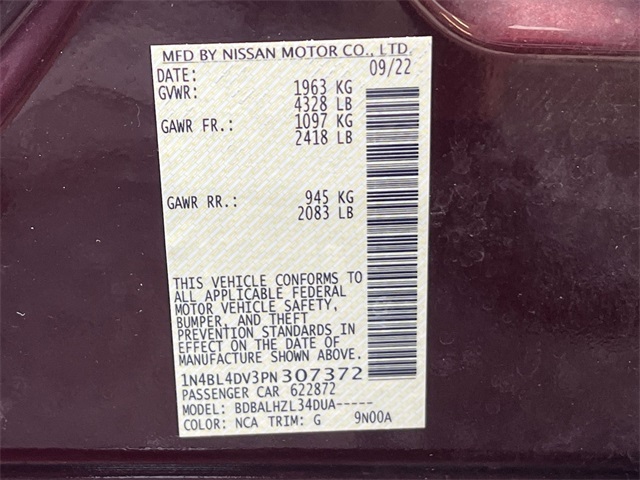 MFD BY NISSAN MOTOR CO., LTD.
DATE: 09/22
GVWR: 1963 KG
4328 LB
GAWR FR.: 1097 KG
2418 LB
GAWR RR.: 945 KG
2083 LB
THIS VEHICLE CONFORMS TO
ALL APPLICABLE FEDERAL
MOTOR VEHICLE SAFETY,
BUMPER, AND THEFT
PREVENTION STANDARDS IN
EFFECT ON THE DATE OF
MANUFACTURE SHOWN ABOVE.
1N4BL4DV3PN307372
PASSENGER CAR 622872
MODEL: BDBALHZL34DUA-----
COLOR: NCA TRIM: G 9N00A